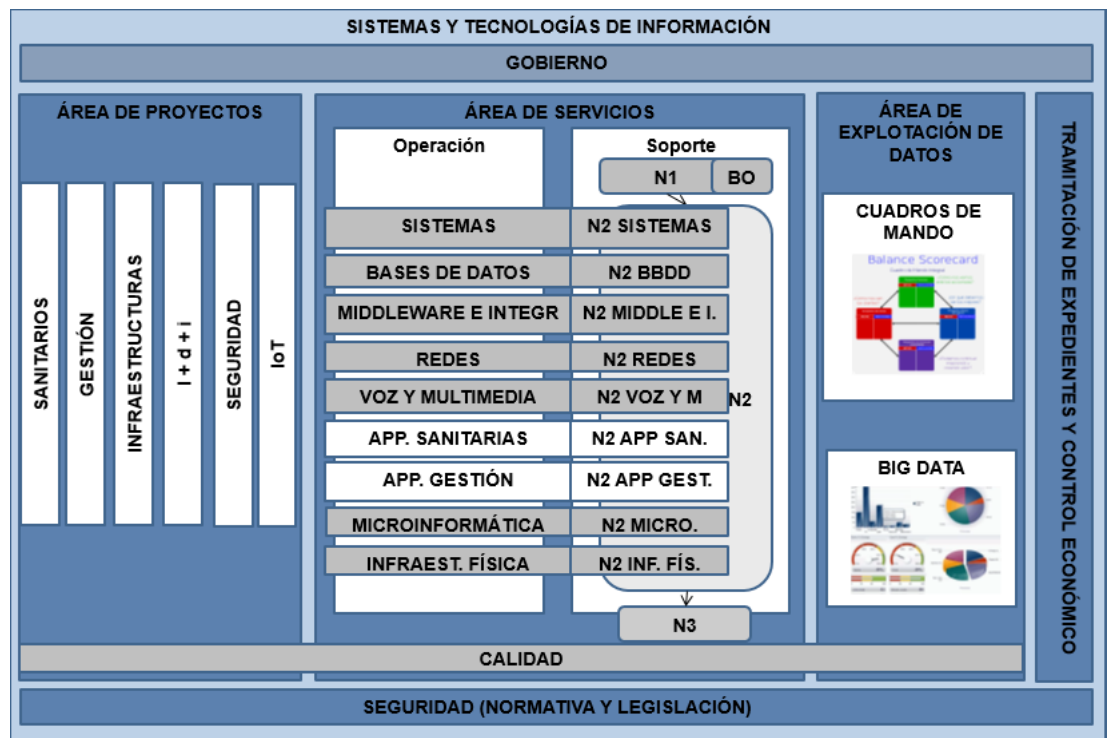 SISTEMAS Y TECNOLOGÍAS DE INFORMACIÓN
GOBIERNO
ÁREA DE PROYECTOS
SANITARIOS
GESTIÓN
INFRAESTRUCTURAS
I + d + i
SEGURIDAD
IoT
ÁREA DE SERVICIOS
Operación
Soporte
N1
BO
SISTEMAS
N2 SISTEMAS
BASES DE DATOS
N2 BBDD
MIDDLEWARE E INTEGR
N2 MIDDLE E I.
REDES
N2 REDES
VOZ Y MULTIMEDIA
N2 VOZ Y M
N2
APP. SANITARIAS
N2 APP SAN.
APP. GESTIÓN
N2 APP GEST.
MICROINFORMÁTICA
N2 MICRO.
INFRAEST. FÍSICA
N2 INF. FÍS.
N3
ÁREA DE
EXPLOTACIÓN DE
DATOS
CUADROS DE
MANDO
Balance Scorecard
BIG DATA
TRAMITACIÓN DE EXPEDIENTES Y CONTROL ECONÓMICO
CALIDAD
SEGURIDAD (NORMATIVA Y LEGISLACIÓN)